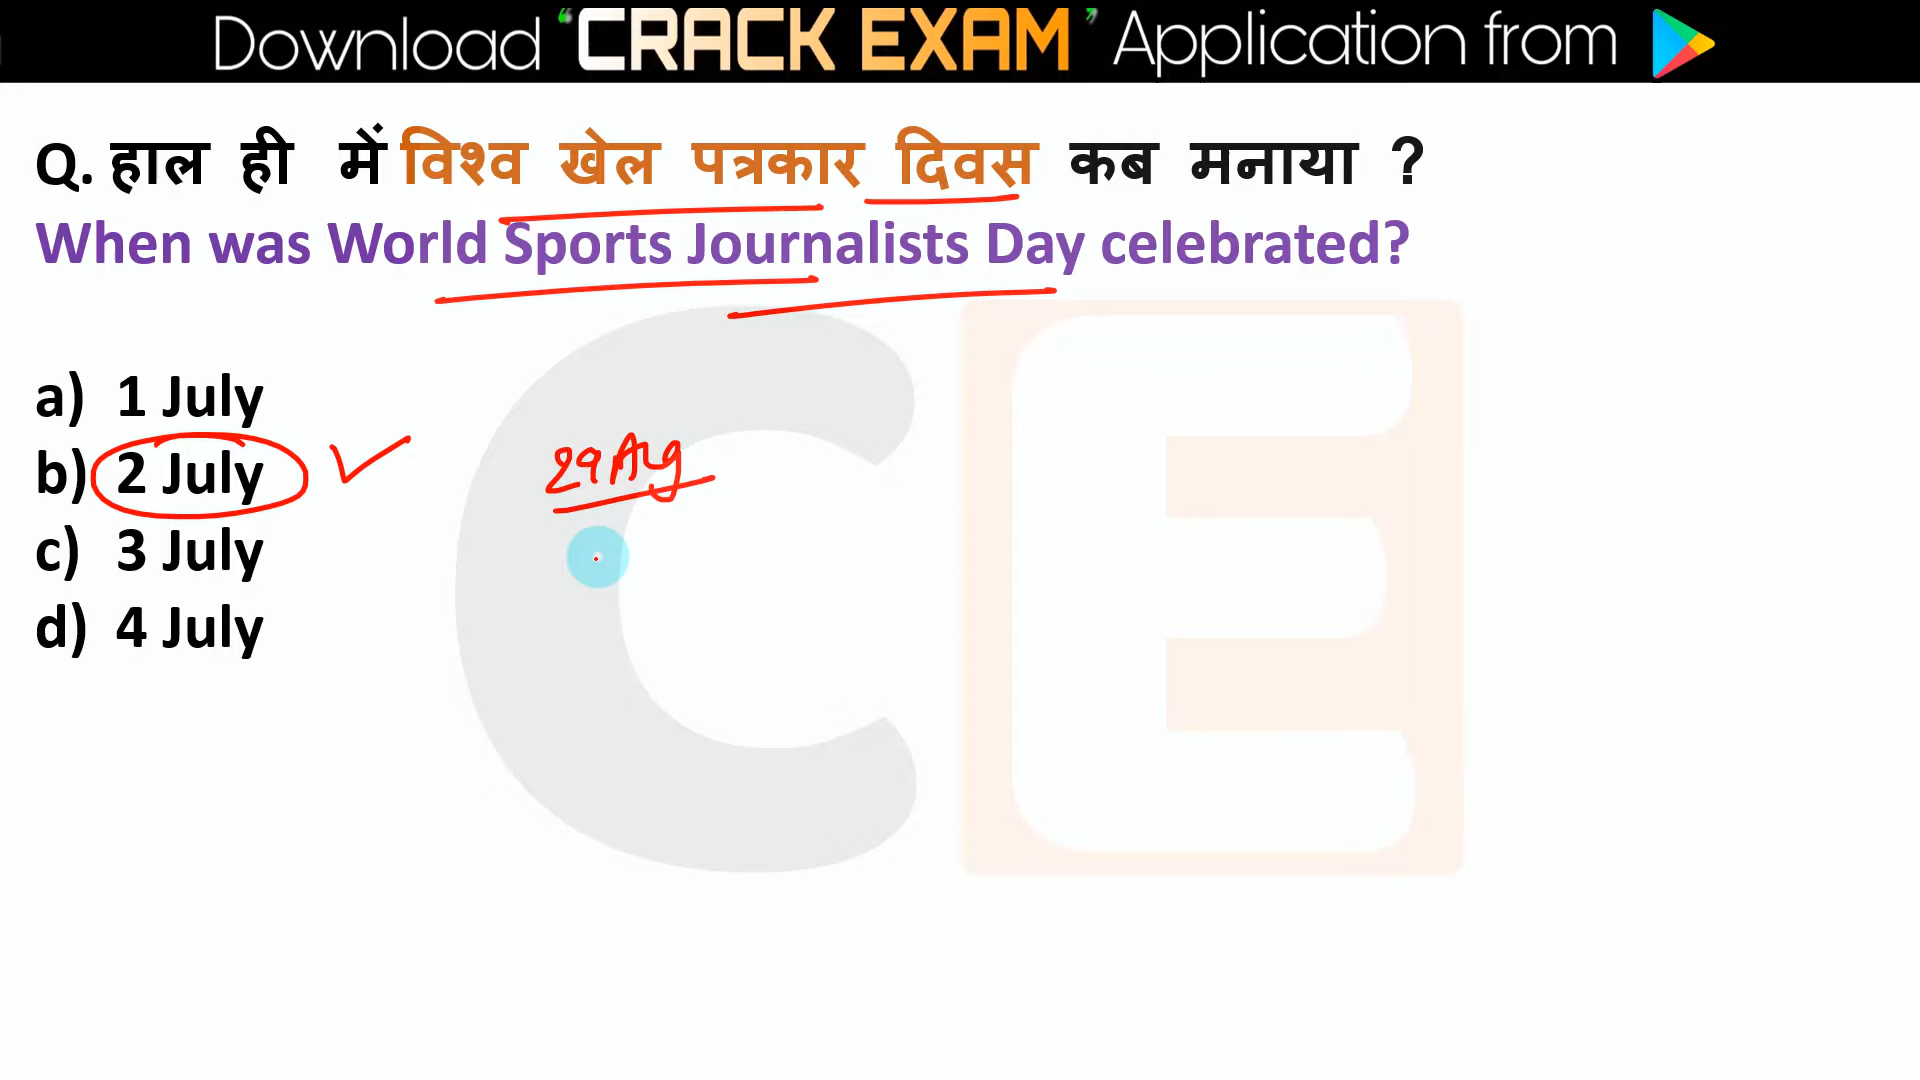 Download ‘CRACK EXAM’ Application from
Q. हाल ही में विश्व खेल पत्रकार दिवस कब मनाया ?
When was World Sports Journalists Day celebrated?
a) 1 July
b) 2 July
29 Aug
c) 3 July
d) 4 July
CE